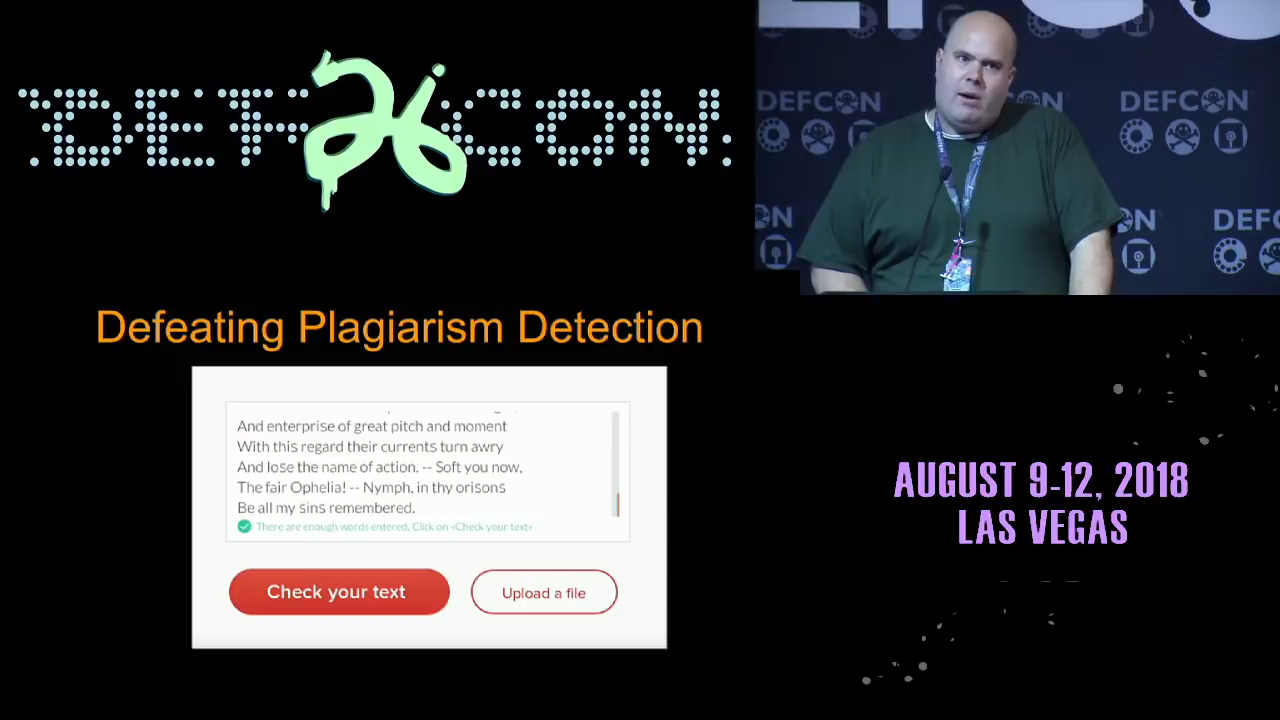 DEFCON
26
DEFCON
DEFCON
DEFCON
Defeating Plagiarism Detection
And enterprise of great pitch and moment
With this regard their currents turn awry
And lose the name of action. -- Soft you now,
The fair Ophelia! -- Nymph, in thy orisons
Be all my sins remembered.
There are enough words entered. Click on «Check your text»
Check your text
Upload a file
AUGUST 9-12, 2018
LAS VEGAS